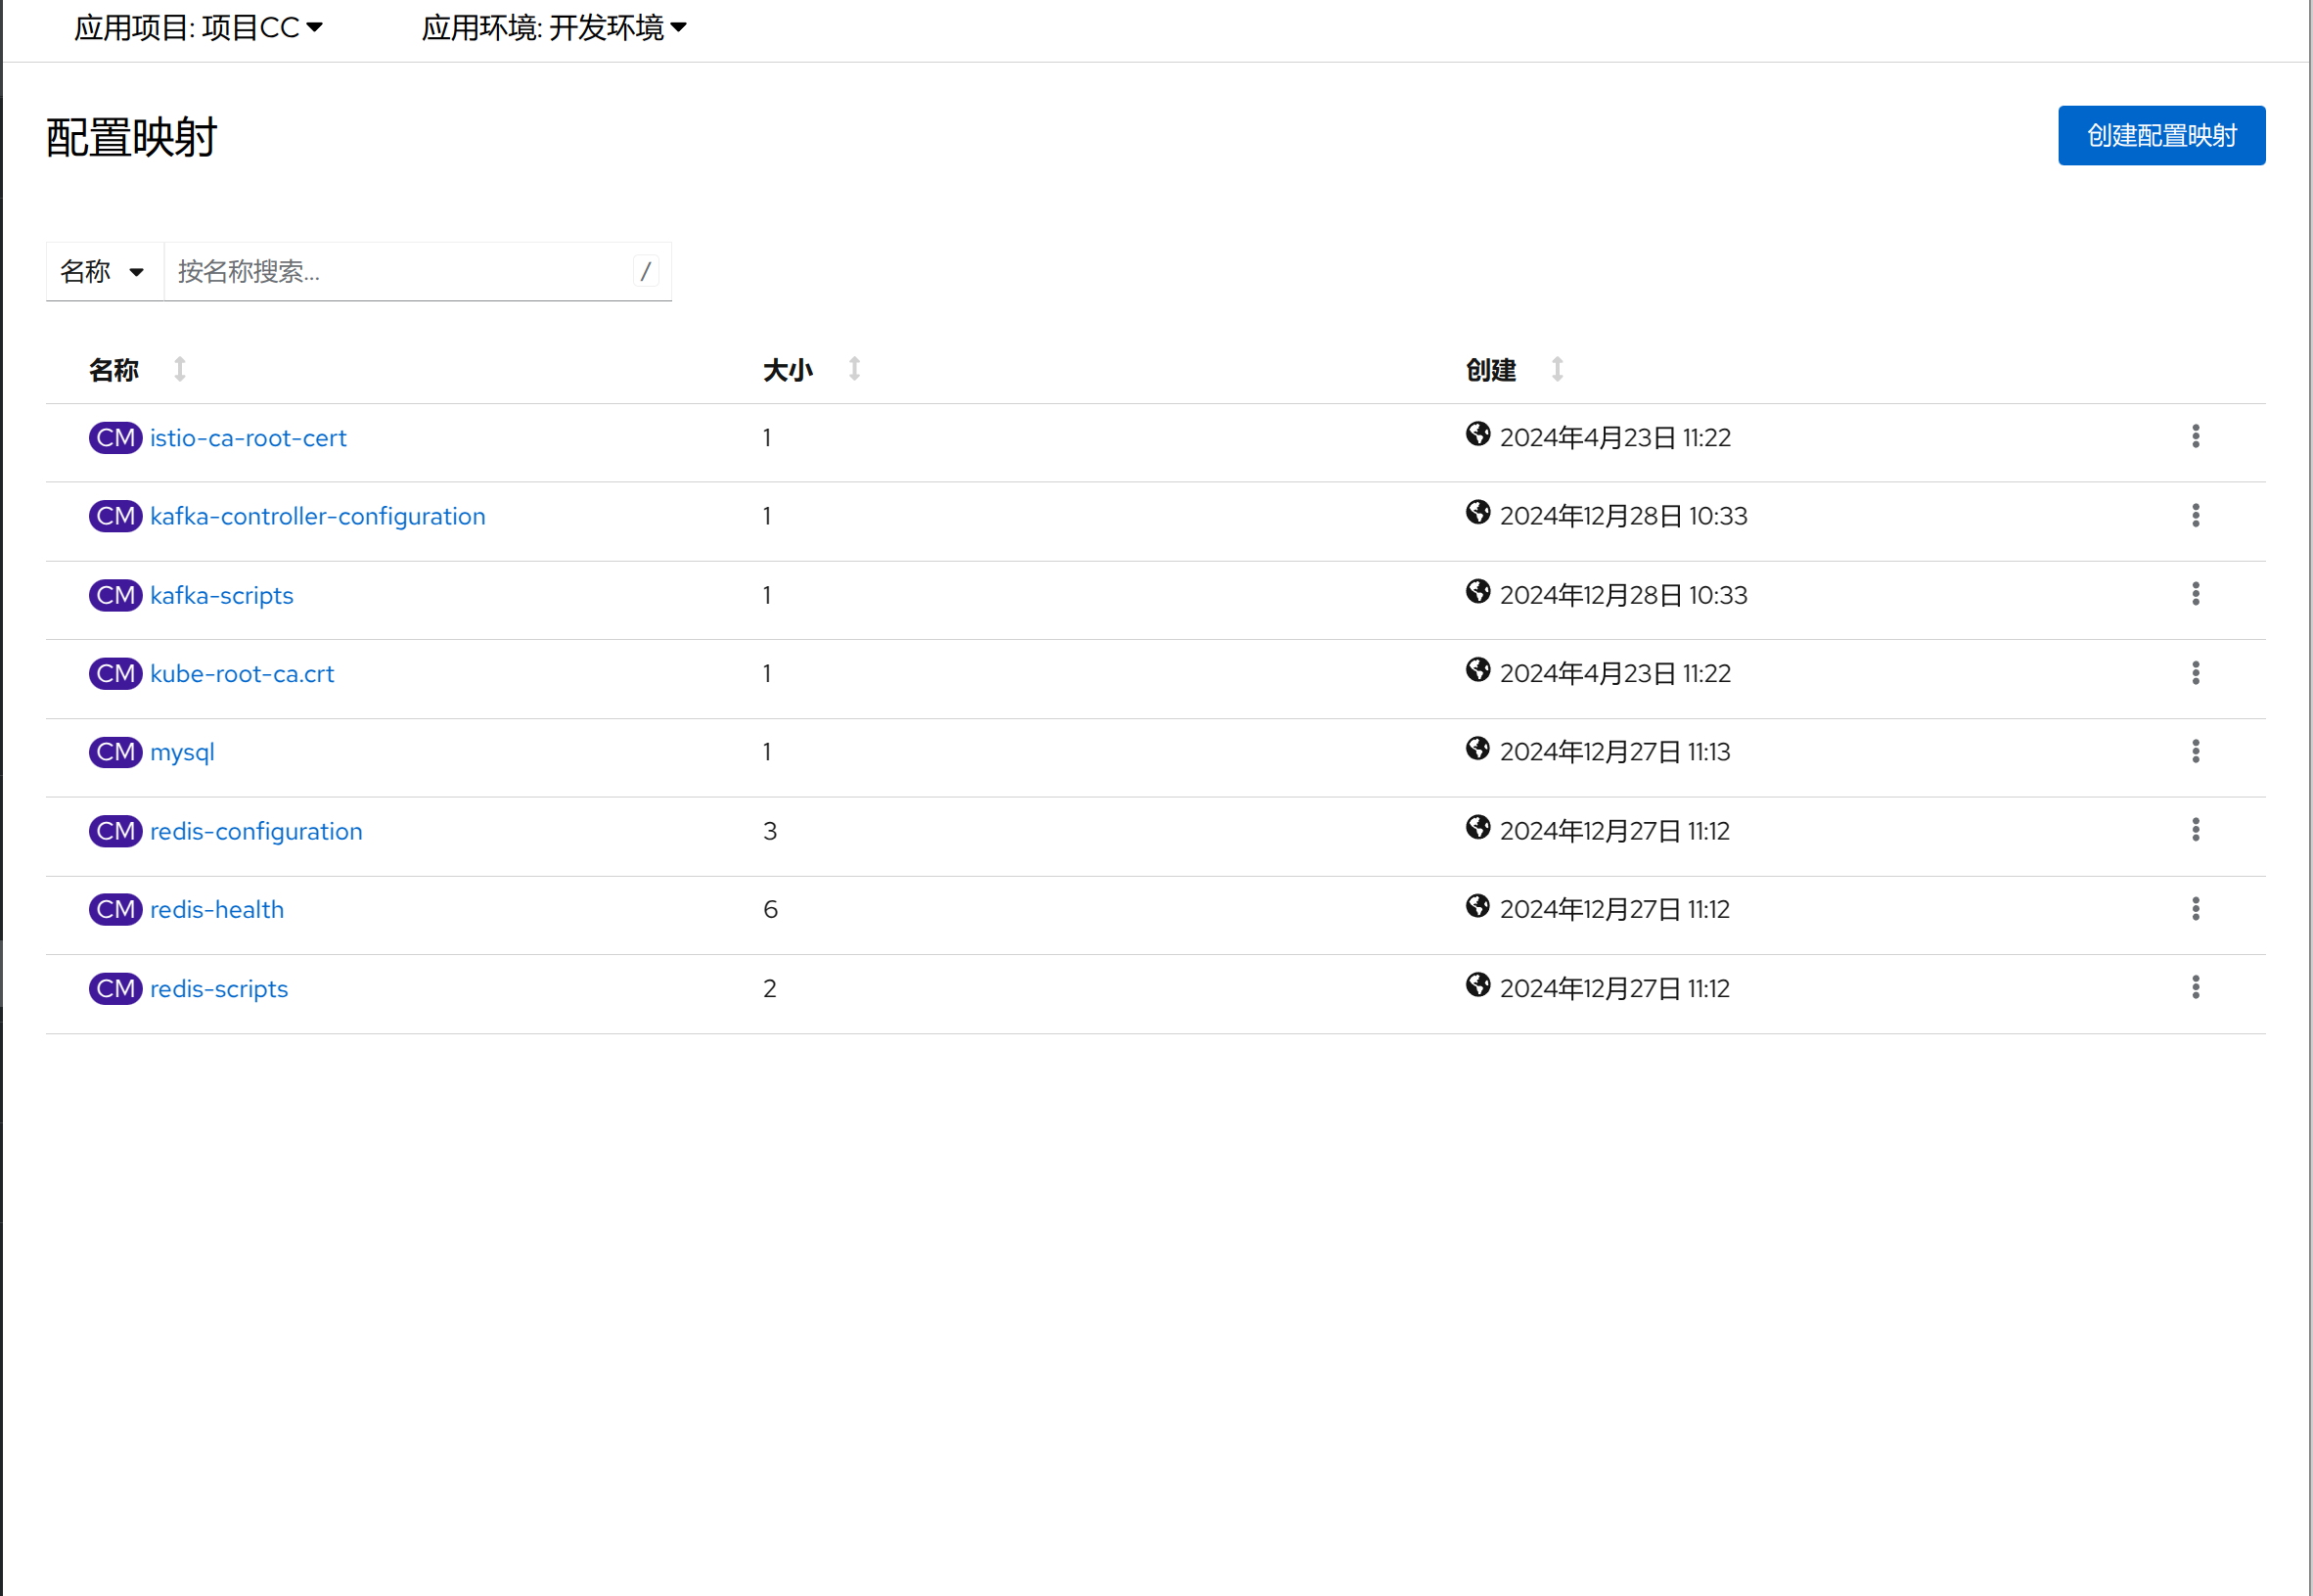 应用项目: 项目CC 应用环境: 开发环境
配置映射 创建配置映射
名称 按名称搜索... /
名称 大小 创建
CM istio-ca-root-cert 1 2024年4月23日 11:22
CM kafka-controller-configuration 1 2024年12月28日 10:33
CM kafka-scripts 1 2024年12月28日 10:33
CM kube-root-ca.crt 1 2024年4月23日 11:22
CM mysql 1 2024年12月27日 11:13
CM redis-configuration 3 2024年12月27日 11:12
CM redis-health 6 2024年12月27日 11:12
CM redis-scripts 2 2024年12月27日 11:12